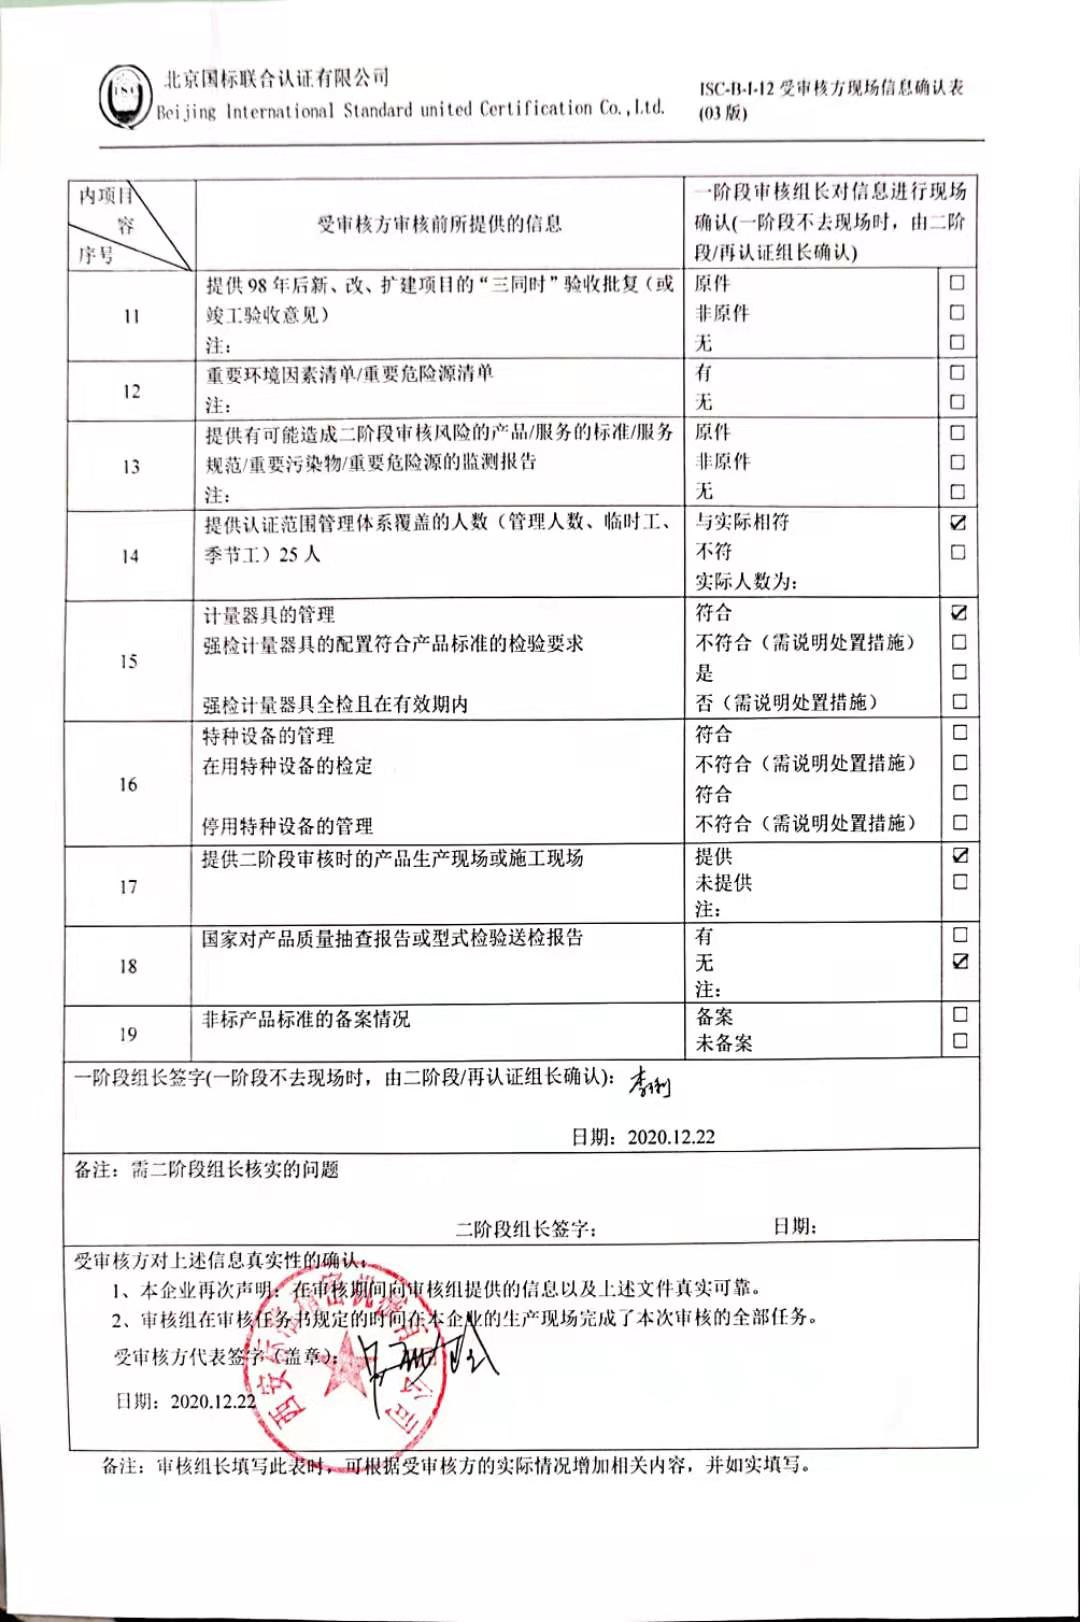 北京国标联合认证有限公司
Beijing International Standard united Certification Co.,Ltd.
ISC-B-I-12 受审核方现场信息确认表
(03 版)
ISC
内项目
容
序号
受审核方审核前所提供的信息
一阶段审核组长对信息进行现场
确认(一阶段不去现场时，由二阶
段/再认证组长确认)
11
提供 98 年后新、改、扩建项目的“三同时”验收批复（或
竣工验收意见）
注：
原件 □
非原件 □
无 □
12
重要环境因素清单/重要危险源清单
注：
有 □
无 □
13
提供有可能造成二阶段审核风险的产品/服务的标准/服务
规范/重要污染物/重要危险源的监测报告
注：
原件 □
非原件 □
无 □
14
提供认证范围管理体系覆盖的人数（管理人数、临时工、
季节工）25 人
与实际相符 ☑
不符 □
实际人数为:
15
计量器具的管理
强检计量器具的配置符合产品标准的检验要求
强检计量器具全检且在有效期内
符合 ☑
不符合（需说明处置措施） □
是 □
否（需说明处置措施） □
16
特种设备的管理
在用特种设备的检定
停用特种设备的管理
符合 □
不符合（需说明处置措施） □
符合 □
不符合（需说明处置措施） □
17
提供二阶段审核时的产品生产现场或施工现场
提供 ☑
未提供 □
注：
18
国家对产品质量抽查报告或型式检验送检报告
有 □
无 ☑
注：
19
非标产品标准的备案情况
备案 □
未备案 □
一阶段组长签字(一阶段不去现场时，由二阶段/再认证组长确认)：
日期：2020.12.22
备注：需二阶段组长核实的问题
二阶段组长签字： 日期：
受审核方对上述信息真实性的确认：
1、本企业再次声明：在审核期间向审核组提供的信息以及上述文件真实可靠。
2、审核组在审核任务书规定的时间在本企业的生产现场完成了本次审核的全部任务。
受审核方代表签字（盖章）：
日期：2020.12.22
备注：审核组长填写此表时，可根据受审核方的实际情况增加相关内容，并如实填写。